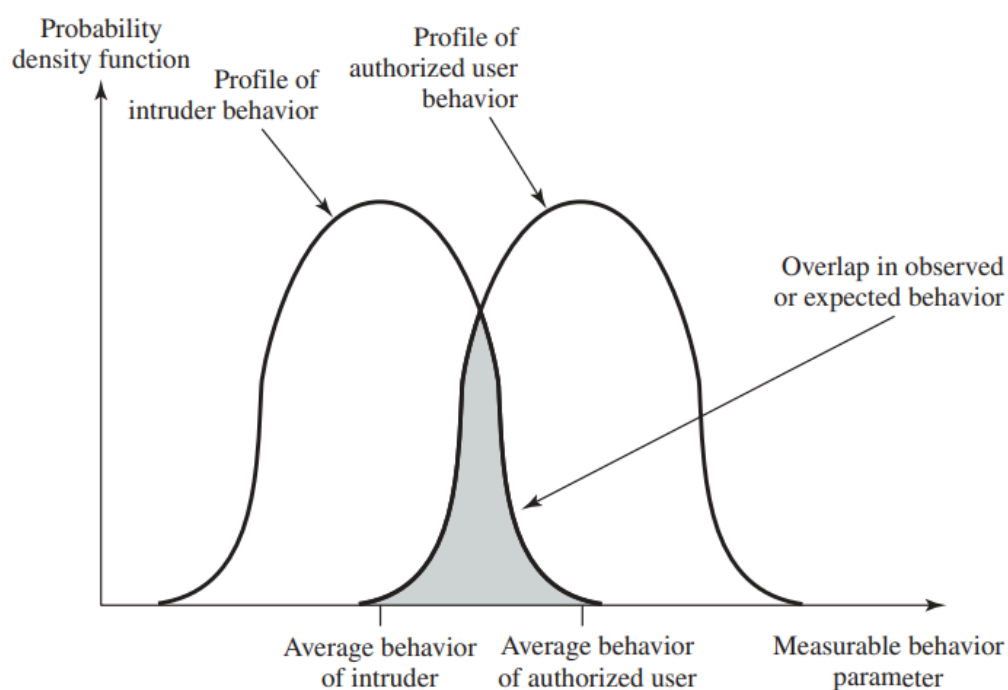 Probability
density function
Profile of
intruder behavior
Profile of
authorized user
behavior
Overlap in observed
or expected behavior
Average behavior
of intruder
Average behavior
of authorized user
Measurable behavior
parameter